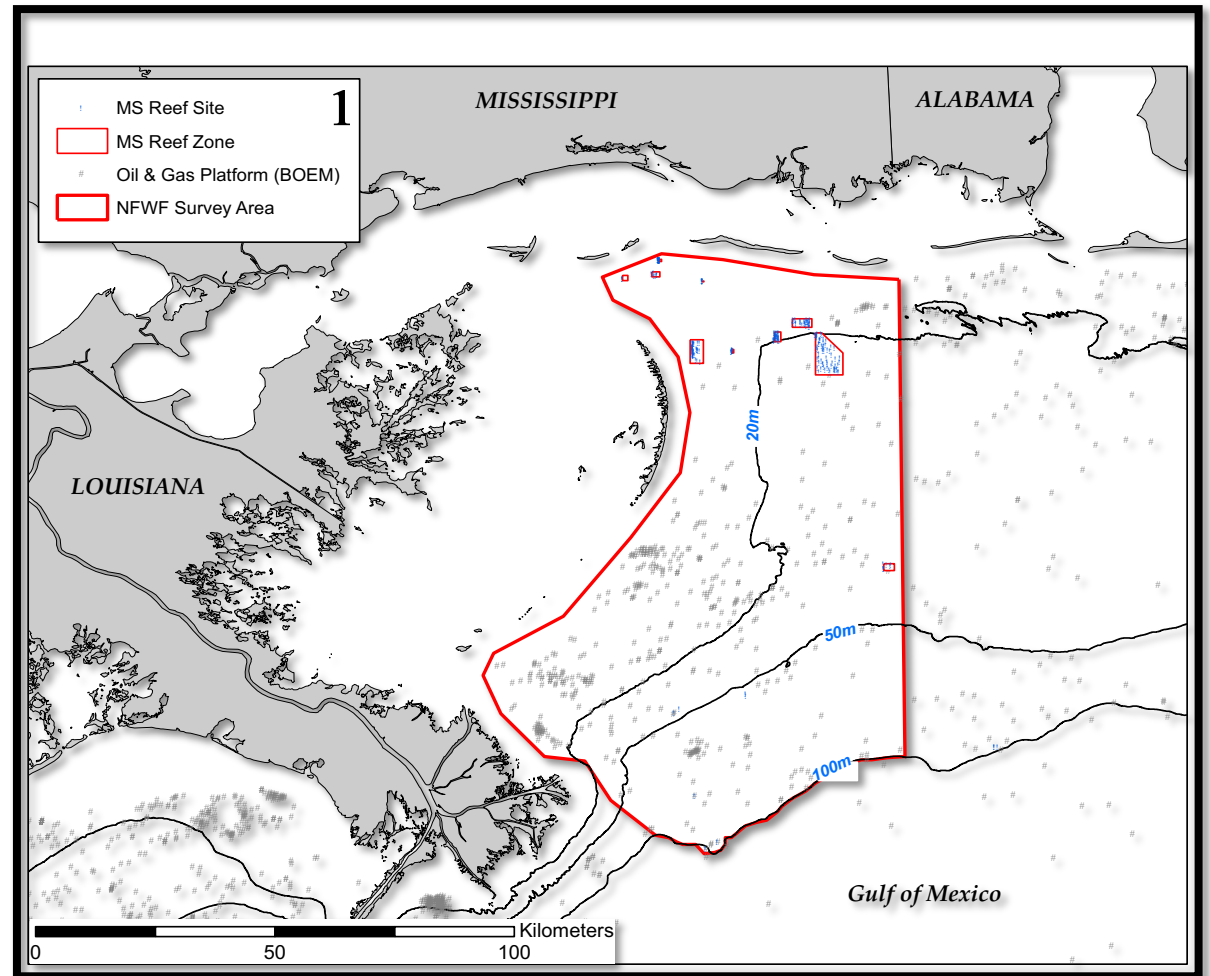 1
MS Reef Site
MS Reef Zone
# Oil & Gas Platform (BOEM)
NFWF Survey Area
MISSISSIPPI
ALABAMA
LOUISIANA
20m
50m
100m
Gulf of Mexico
Kilometers
0 50 100